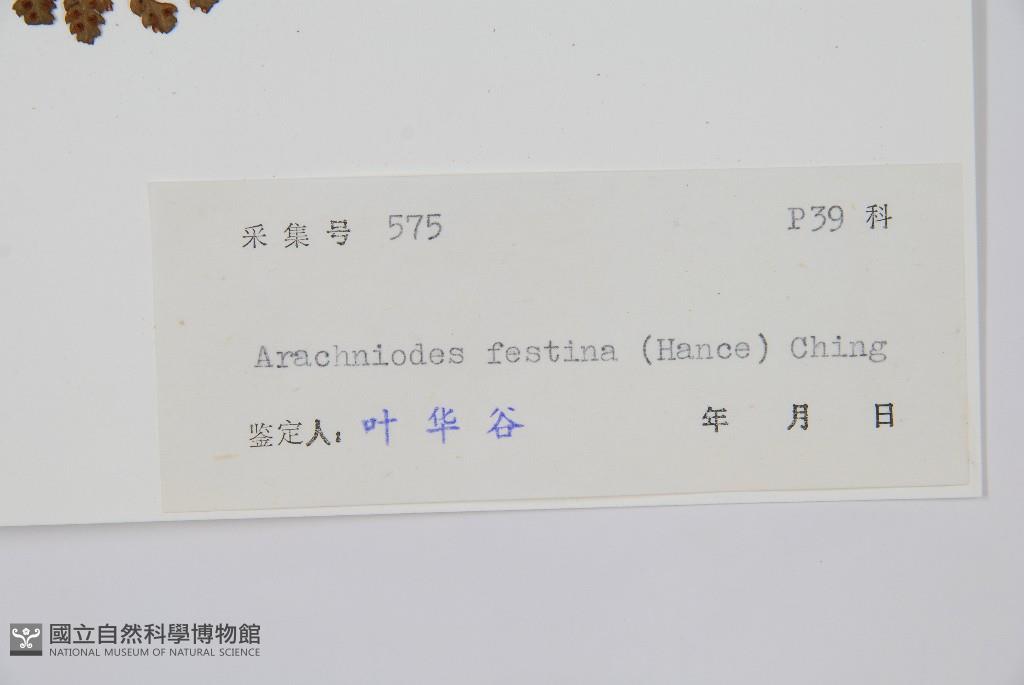 采集号 575 P39 科
Arachniodes festina (Hance) Ching
鉴定人: 叶华谷 年 月 日
國立自然科學博物館
NATIONAL MUSEUM OF NATURAL SCIENCE